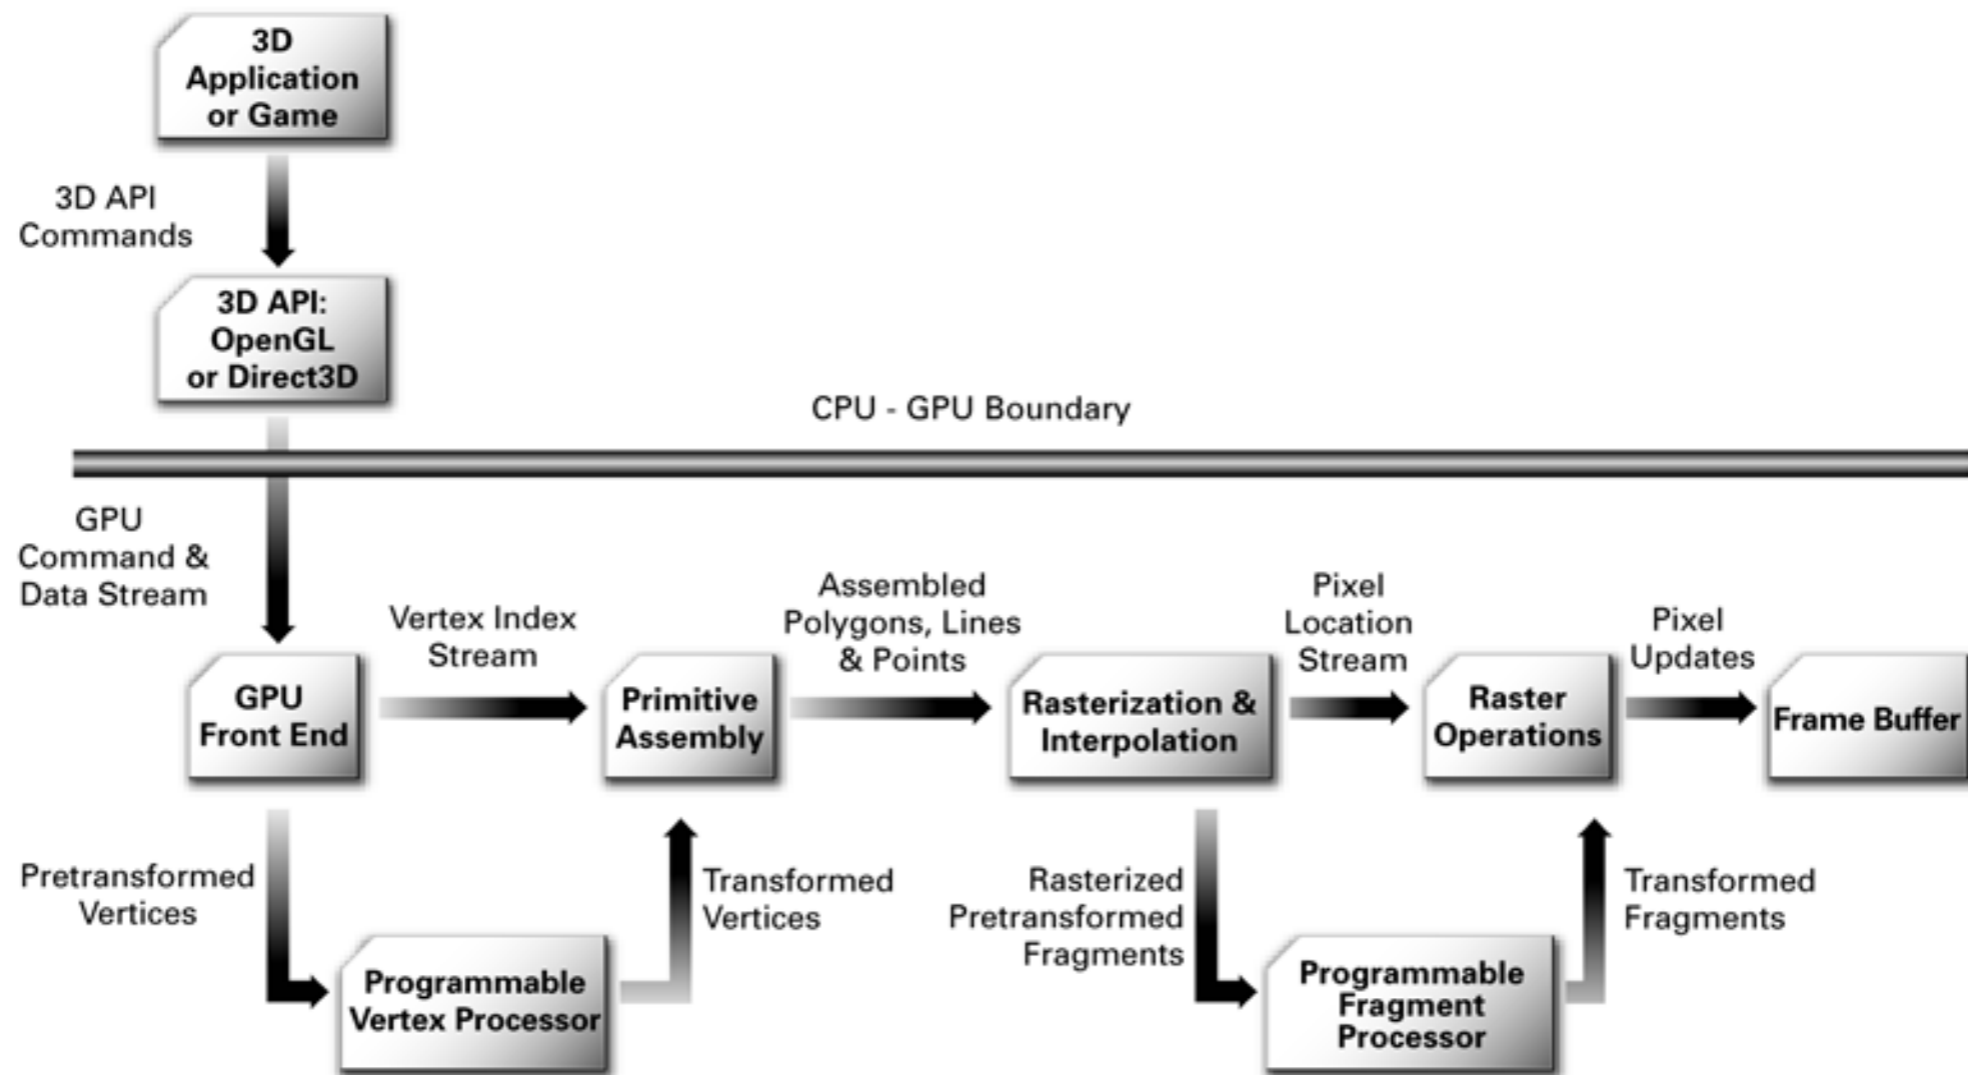 3D
Application
or Game
3D API
Commands
3D API:
OpenGL
or Direct3D
CPU - GPU Boundary
GPU
Command &
Data Stream
Vertex Index
Stream
Assembled
Polygons, Lines
& Points
Pixel
Location
Stream
Pixel
Updates
GPU
Front End
Primitive
Assembly
Rasterization &
Interpolation
Raster
Operations
Frame Buffer
Pretransformed
Vertices
Transformed
Vertices
Rasterized
Pretransformed
Fragments
Transformed
Fragments
Programmable
Vertex Processor
Programmable
Fragment
Processor